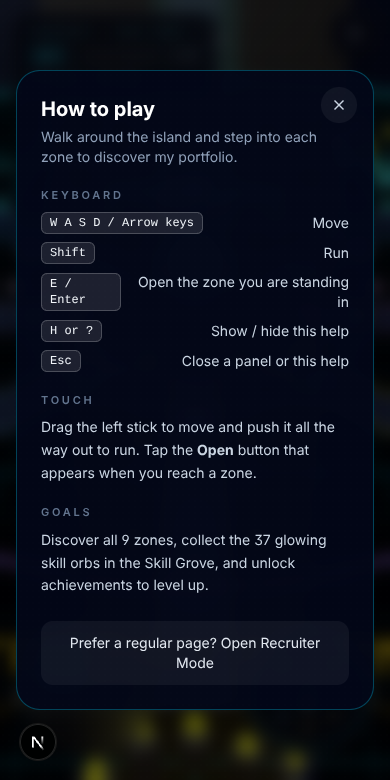 How to play
Walk around the island and step into each
zone to discover my portfolio.
KEYBOARD
W A S D / Arrow keys Move
Shift Run
E / Enter Open the zone you are standing in
H or ? Show / hide this help
Esc Close a panel or this help
TOUCH
Drag the left stick to move and push it all the
way out to run. Tap the Open button that
appears when you reach a zone.
GOALS
Discover all 9 zones, collect the 37 glowing
skill orbs in the Skill Grove, and unlock
achievements to level up.
Prefer a regular page? Open Recruiter
Mode
N